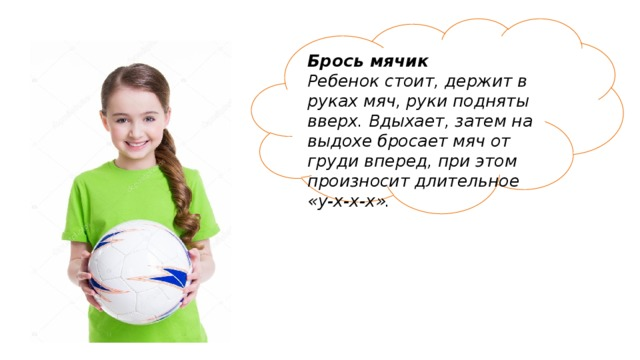 Брось мячик
Ребенок стоит, держит в
руках мяч, руки подняты
вверх. Вдыхает, затем на
выдохе бросает мяч от
груди вперед, при этом
произносит длительное
«у-х-х-х».